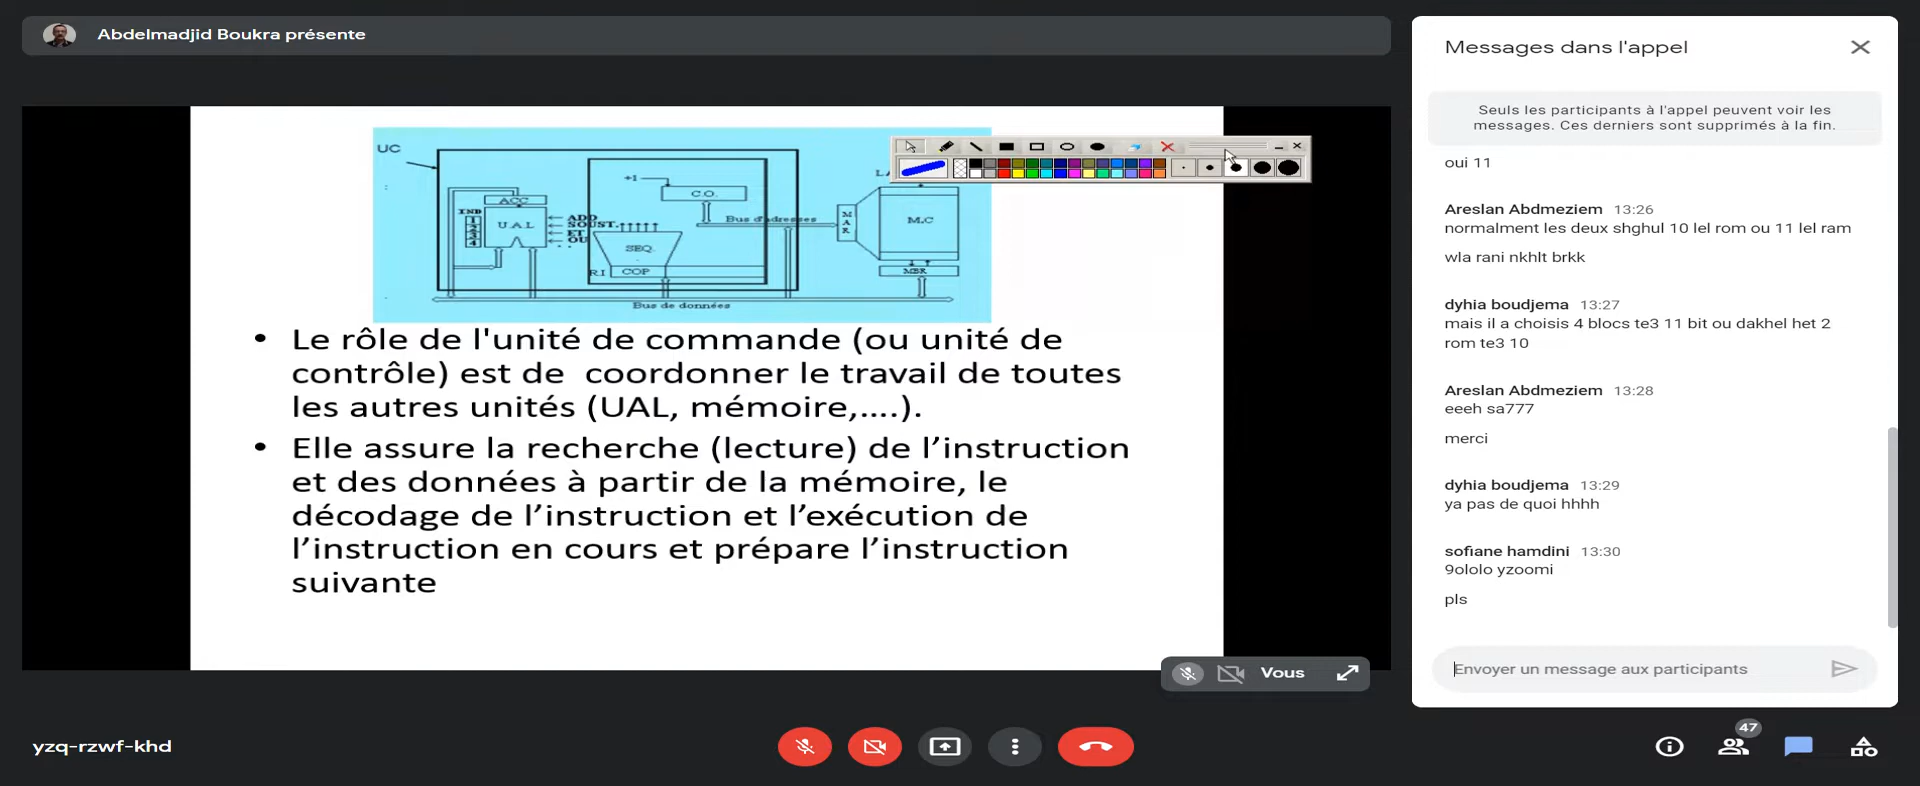 Abdelmadjid Boukra présente
UC
+1
C.O.
ACC
IND
1
2
3
4
U.A.L
ADD
SOUST.
ET
OU
SEQ.
R.I
COP
Bus d'adresses
MAR
M.C
MBR
Bus de données
• Le rôle de l'unité de commande (ou unité de
contrôle) est de coordonner le travail de toutes
les autres unités (UAL, mémoire,....).
• Elle assure la recherche (lecture) de l’instruction
et des données à partir de la mémoire, le
décodage de l’instruction et l’exécution de
l’instruction en cours et prépare l’instruction
suivante
Vous
yzq-rzwf-khd
47
Messages dans l'appel
Seuls les participants à l'appel peuvent voir les
messages. Ces derniers sont supprimés à la fin.
oui 11
Areslan Abdmeziem 13:26
normalment les deux shghul 10 lel rom ou 11 lel ram
wla rani nkhlt brkk
dyhia boudjema 13:27
mais il a choisis 4 blocs te3 11 bit ou dakhel het 2
rom te3 10
Areslan Abdmeziem 13:28
eeeh sa777
merci
dyhia boudjema 13:29
ya pas de quoi hhhh
sofiane hamdini 13:30
9ololo yzoomi
pls
Envoyer un message aux participants